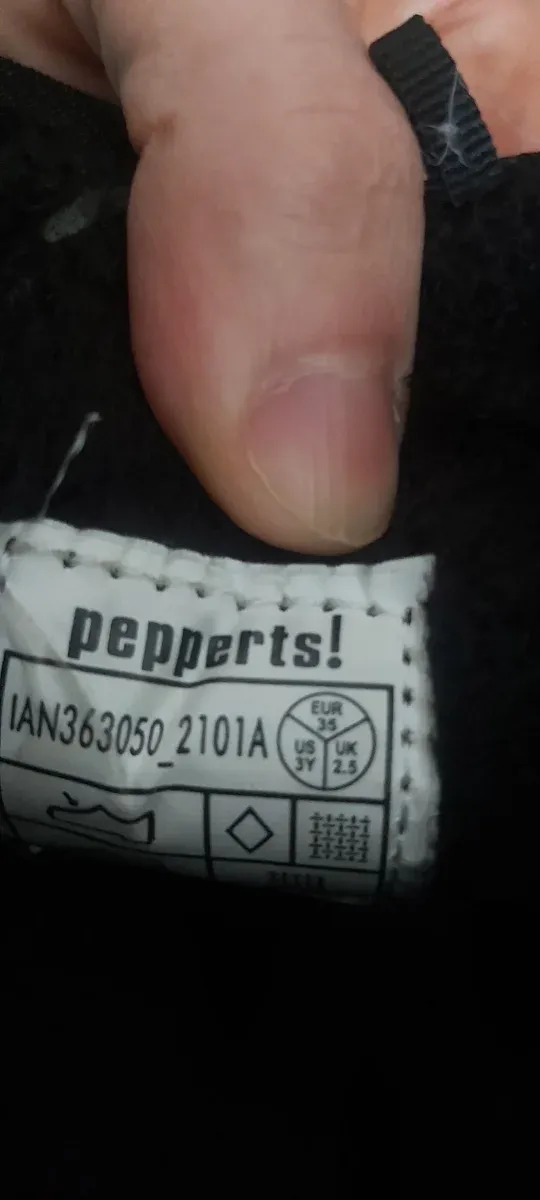 pepperts!
IAN363050_2101A
EUR
35
US
3Y
UK
2.5